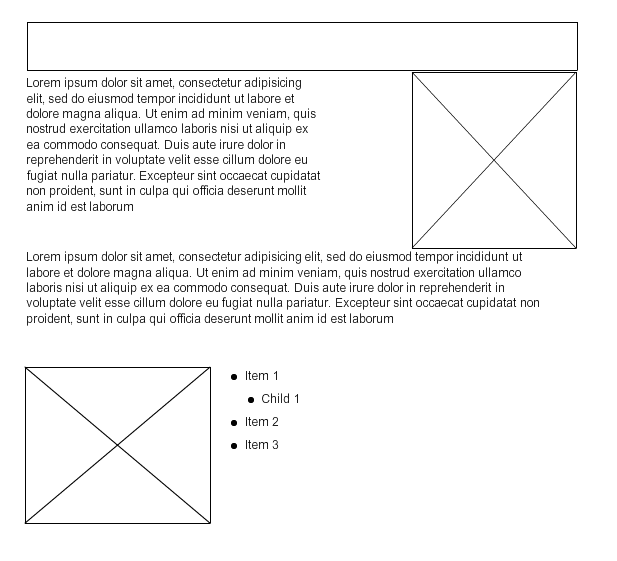 Lorem ipsum dolor sit amet, consectetur adipisicing
elit, sed do eiusmod tempor incididunt ut labore et
dolore magna aliqua. Ut enim ad minim veniam, quis
nostrud exercitation ullamco laboris nisi ut aliquip ex
ea commodo consequat. Duis aute irure dolor in
reprehenderit in voluptate velit esse cillum dolore eu
fugiat nulla pariatur. Excepteur sint occaecat cupidatat
non proident, sunt in culpa qui officia deserunt mollit
anim id est laborum
Lorem ipsum dolor sit amet, consectetur adipisicing elit, sed do eiusmod tempor incididunt ut
labore et dolore magna aliqua. Ut enim ad minim veniam, quis nostrud exercitation ullamco
laboris nisi ut aliquip ex ea commodo consequat. Duis aute irure dolor in reprehenderit in
voluptate velit esse cillum dolore eu fugiat nulla pariatur. Excepteur sint occaecat cupidatat non
proident, sunt in culpa qui officia deserunt mollit anim id est laborum
Item 1
Child 1
Item 2
Item 3